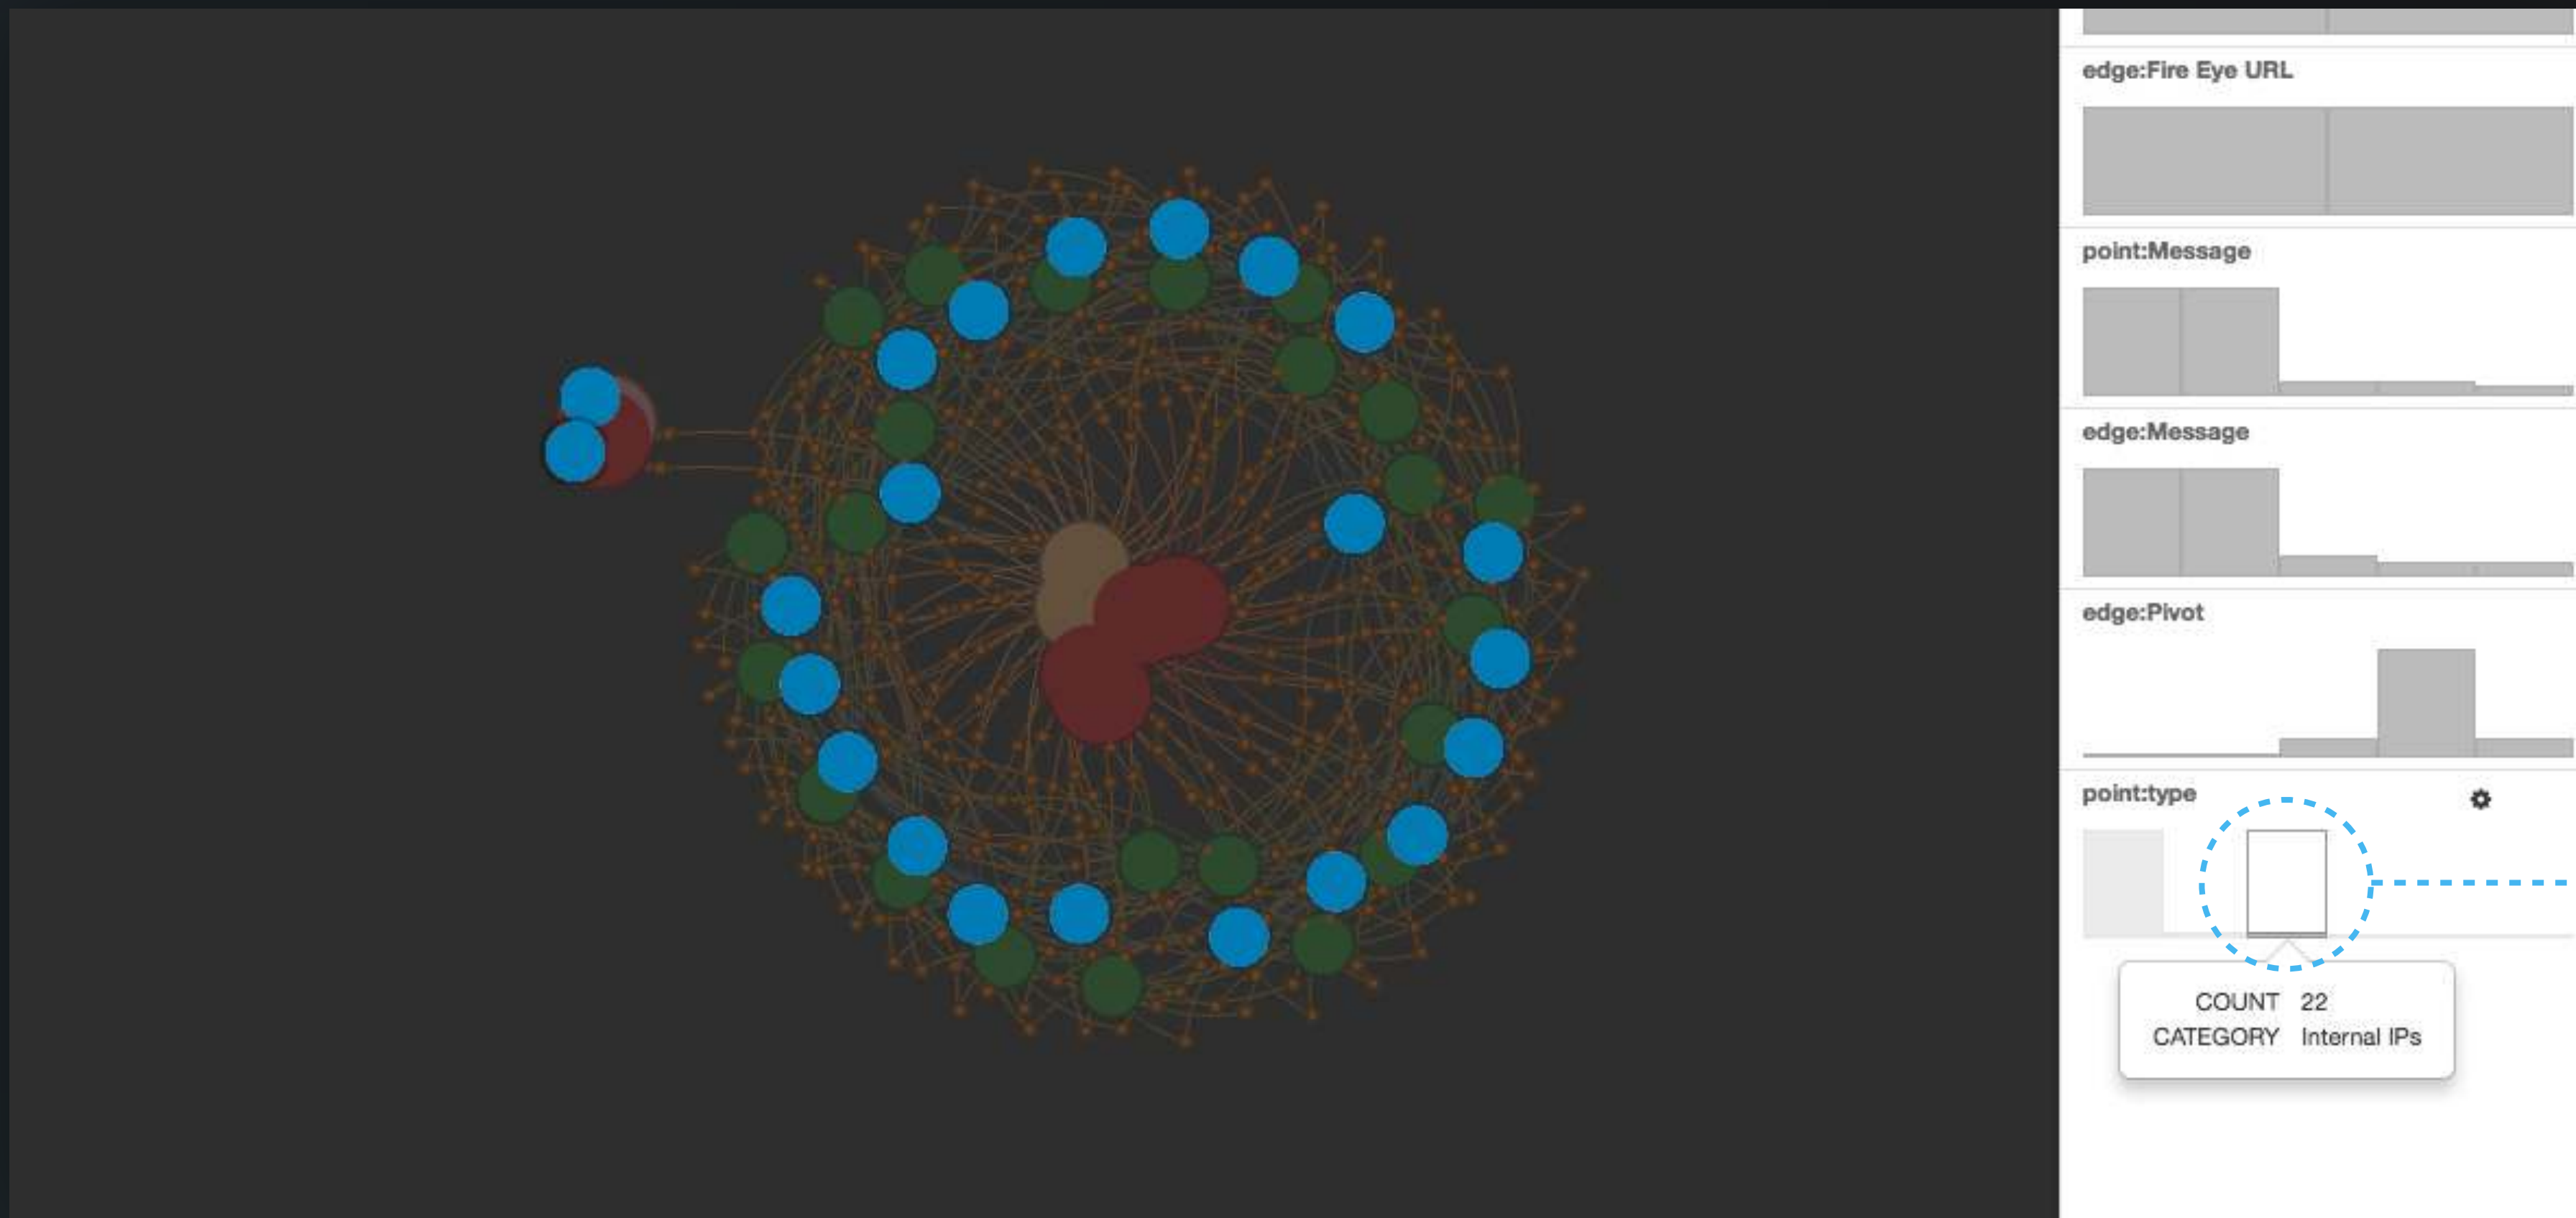 edge:Fire Eye URL
point:Message
edge:Message
edge:Pivot
point:type
COUNT 22
CATEGORY Internal IPs